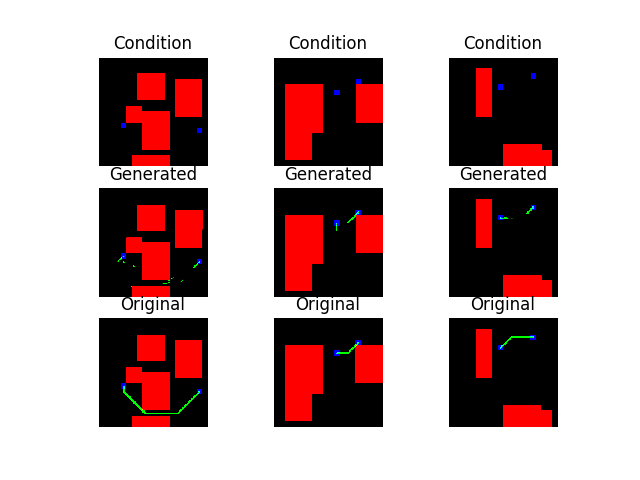 Condition Condition Condition
Generated Generated Generated
Original Original Original